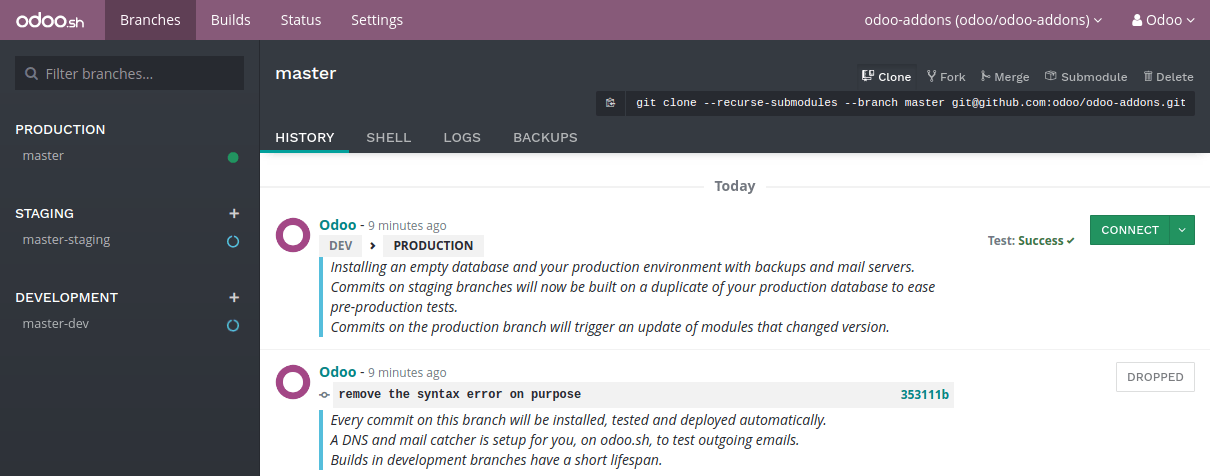 odoo.sh Branches Builds Status Settings odoo-addons (odoo/odoo-addons) Odoo
Filter branches...
PRODUCTION
master
STAGING +
master-staging
DEVELOPMENT +
master-dev
master
Clone Fork Merge Submodule Delete
git clone --recurse-submodules --branch master git@github.com:odoo/odoo-addons.git
HISTORY SHELL LOGS BACKUPS
Today
Odoo - 9 minutes ago
DEV > PRODUCTION
Test: Success CONNECT
Installing an empty database and your production environment with backups and mail servers.
Commits on staging branches will now be built on a duplicate of your production database to ease
pre-production tests.
Commits on the production branch will trigger an update of modules that changed version.
Odoo - 9 minutes ago
DROPPED
remove the syntax error on purpose 353111b
Every commit on this branch will be installed, tested and deployed automatically.
A DNS and mail catcher is setup for you, on odoo.sh, to test outgoing emails.
Builds in development branches have a short lifespan.